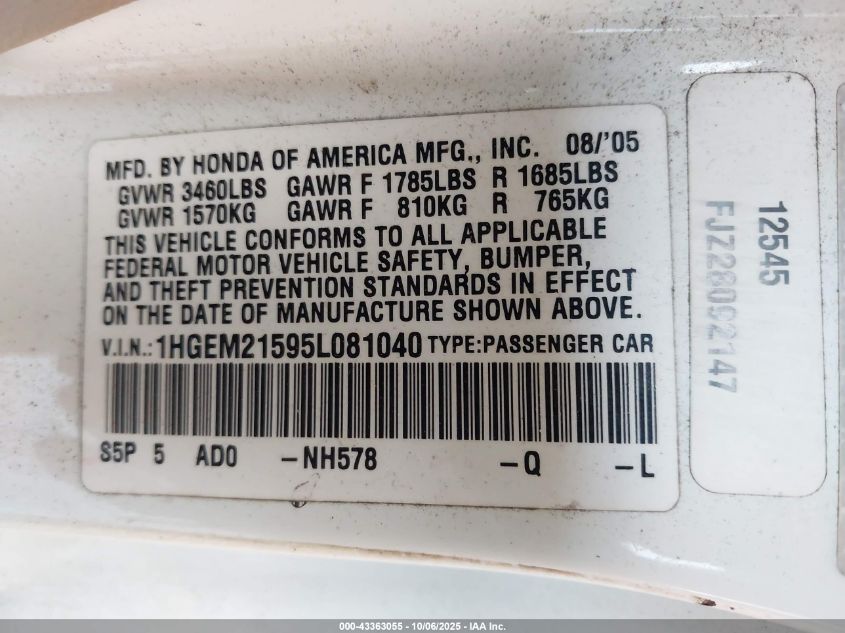 MFD. BY HONDA OF AMERICA MFG., INC. 08/'05
GVWR 3460LBS GAWR F 1785LBS R 1685LBS
GVWR 1570KG GAWR F 810KG R 765KG
THIS VEHICLE CONFORMS TO ALL APPLICABLE
FEDERAL MOTOR VEHICLE SAFETY, BUMPER,
AND THEFT PREVENTION STANDARDS IN EFFECT
ON THE DATE OF MANUFACTURE SHOWN ABOVE.
V.I.N.: 1HGEM21595L081040 TYPE:PASSENGER CAR
S5P 5 AD0 -NH578 -Q -L
12545
FJZ28092147
000-43363055 - 10/06/2025 - IAA Inc.